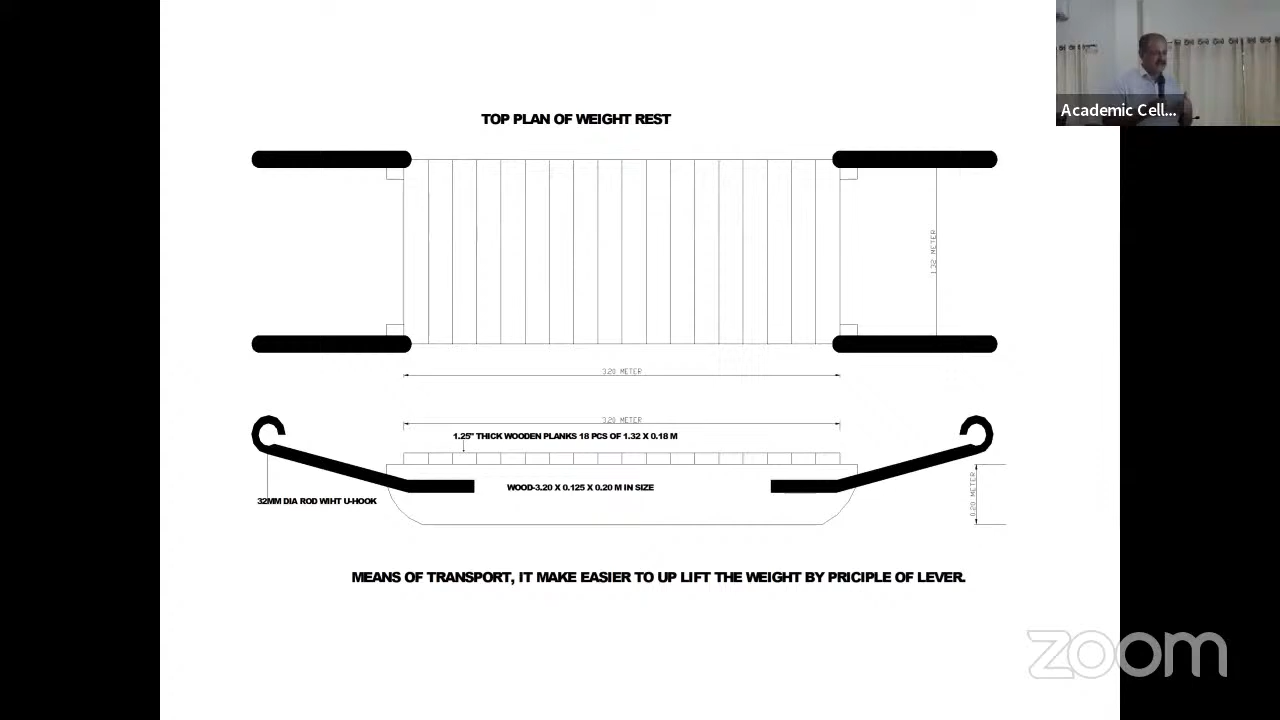 Academic Cell...
TOP PLAN OF WEIGHT REST
1.32 METER
3.20 METER
3.20 METER
1.25" THICK WOODEN PLANKS 18 PCS OF 1.32 X 0.18 M
WOOD-3.20 X 0.125 X 0.20 M IN SIZE
32MM DIA ROD WIHT U-HOOK
0.20 METER
MEANS OF TRANSPORT, IT MAKE EASIER TO UP LIFT THE WEIGHT BY PRICIPLE OF LEVER.
zoom